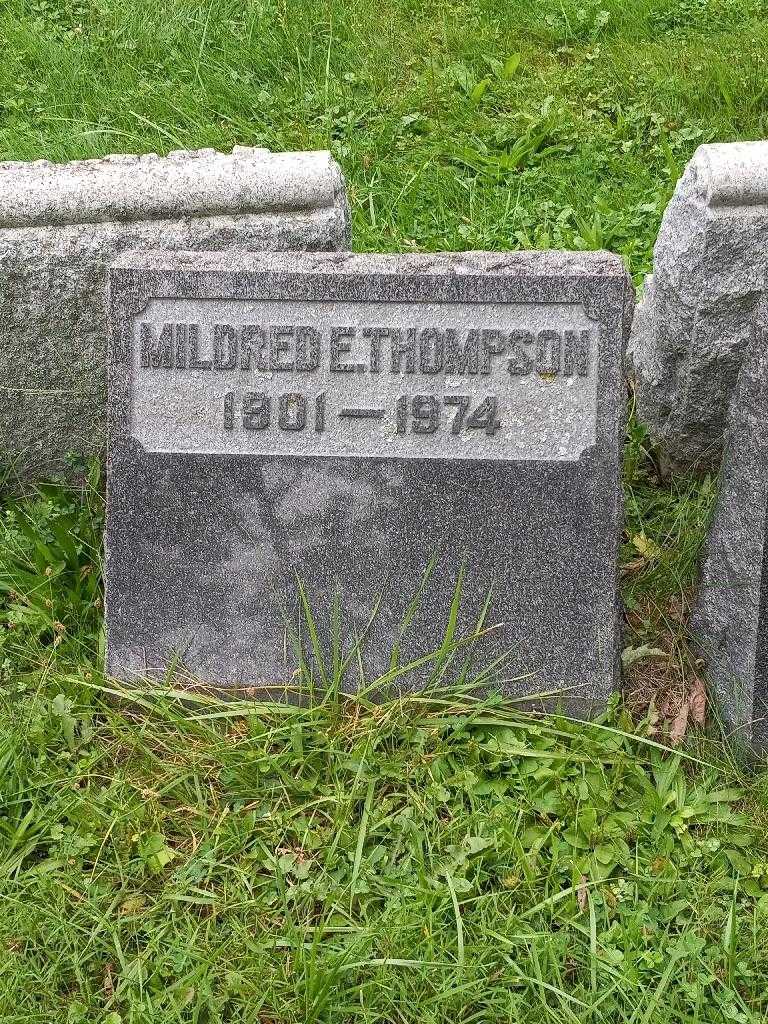 MILDRED E. THOMPSON
1901 — 1974